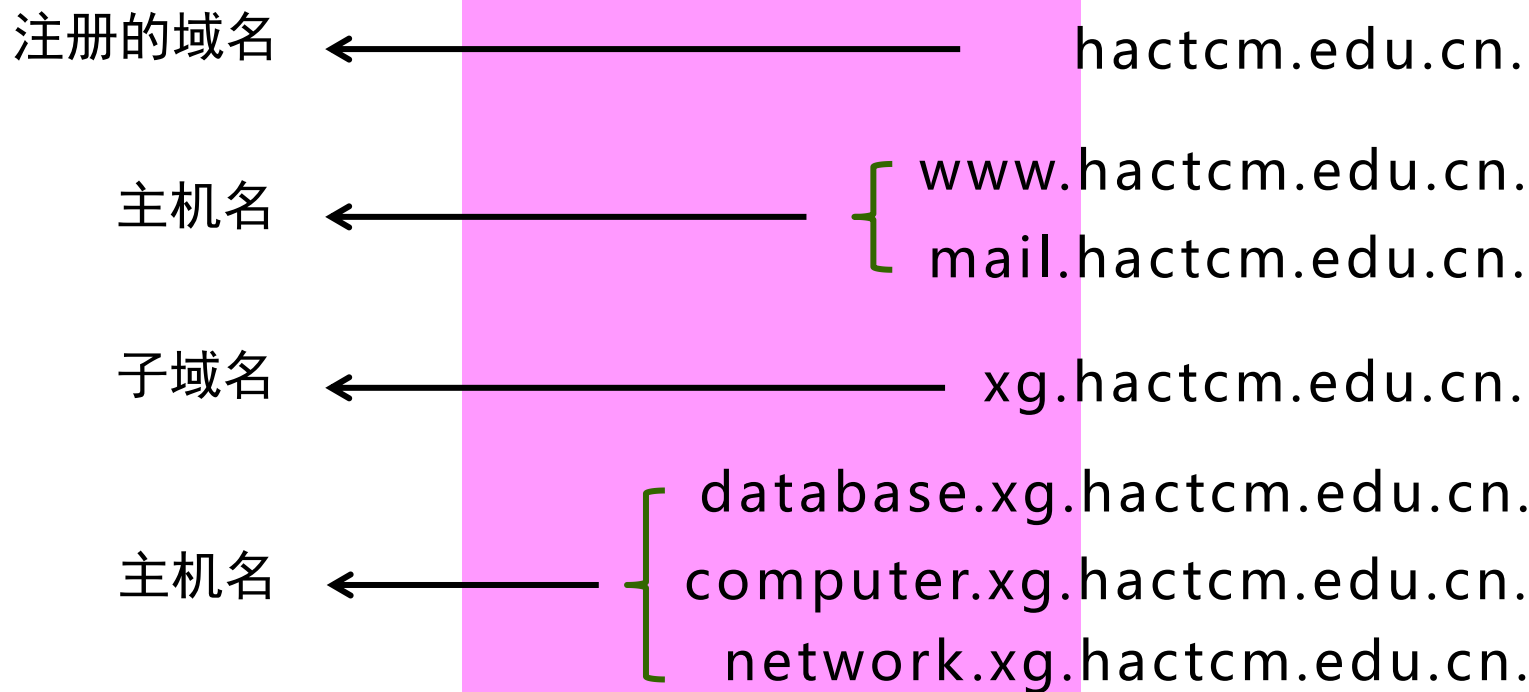 注册的域名 hactcm.edu.cn.
www.hactcm.edu.cn.
主机名
mail.hactcm.edu.cn.
子域名 xg.hactcm.edu.cn.
database.xg.hactcm.edu.cn.
主机名 computer.xg.hactcm.edu.cn.
network.xg.hactcm.edu.cn.